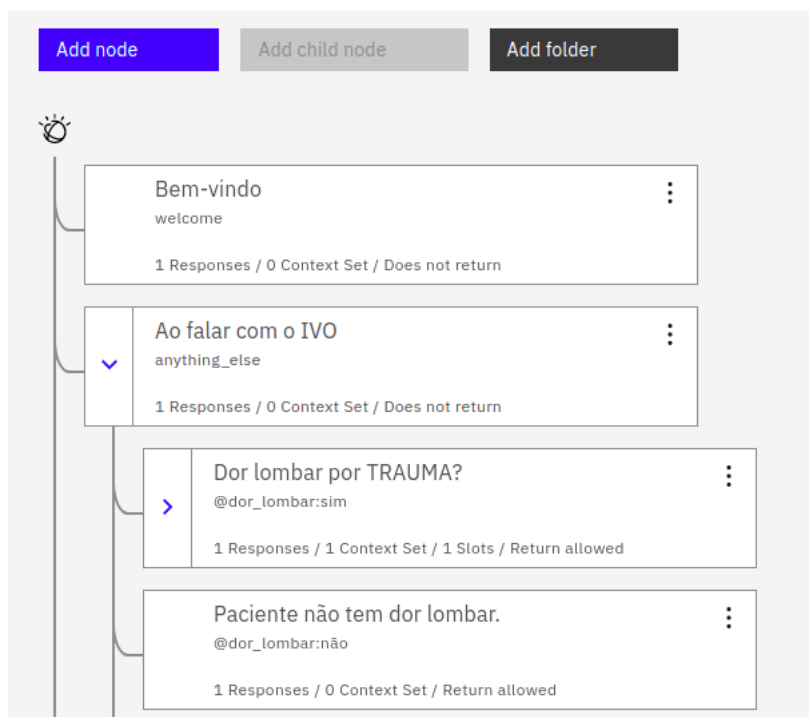 Add node
Add child node
Add folder
Bem-vindo
welcome
1 Responses / 0 Context Set / Does not return
Ao falar com o IVO
anything_else
1 Responses / 0 Context Set / Does not return
Dor lombar por TRAUMA?
@dor_lombar:sim
1 Responses / 1 Context Set / 1 Slots / Return allowed
Paciente não tem dor lombar.
@dor_lombar:não
1 Responses / 0 Context Set / Return allowed